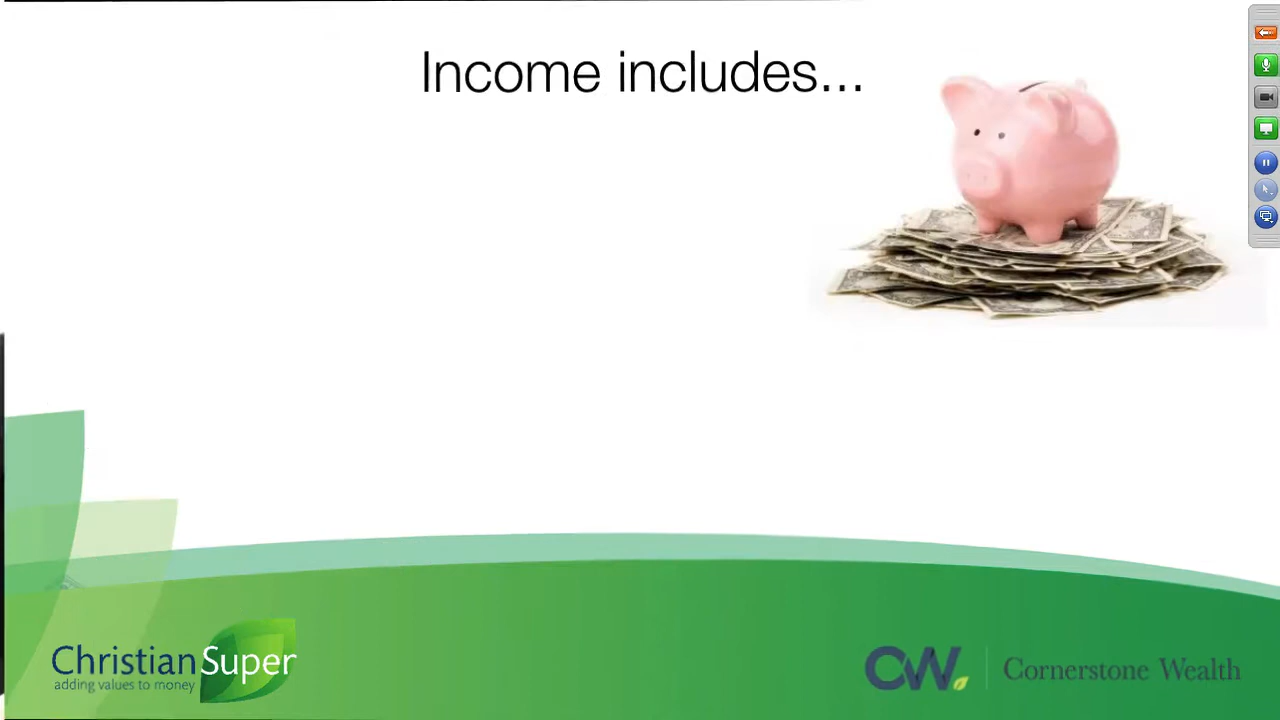 Income includes...
Christian Super
adding values to money
CW
Cornerstone Wealth